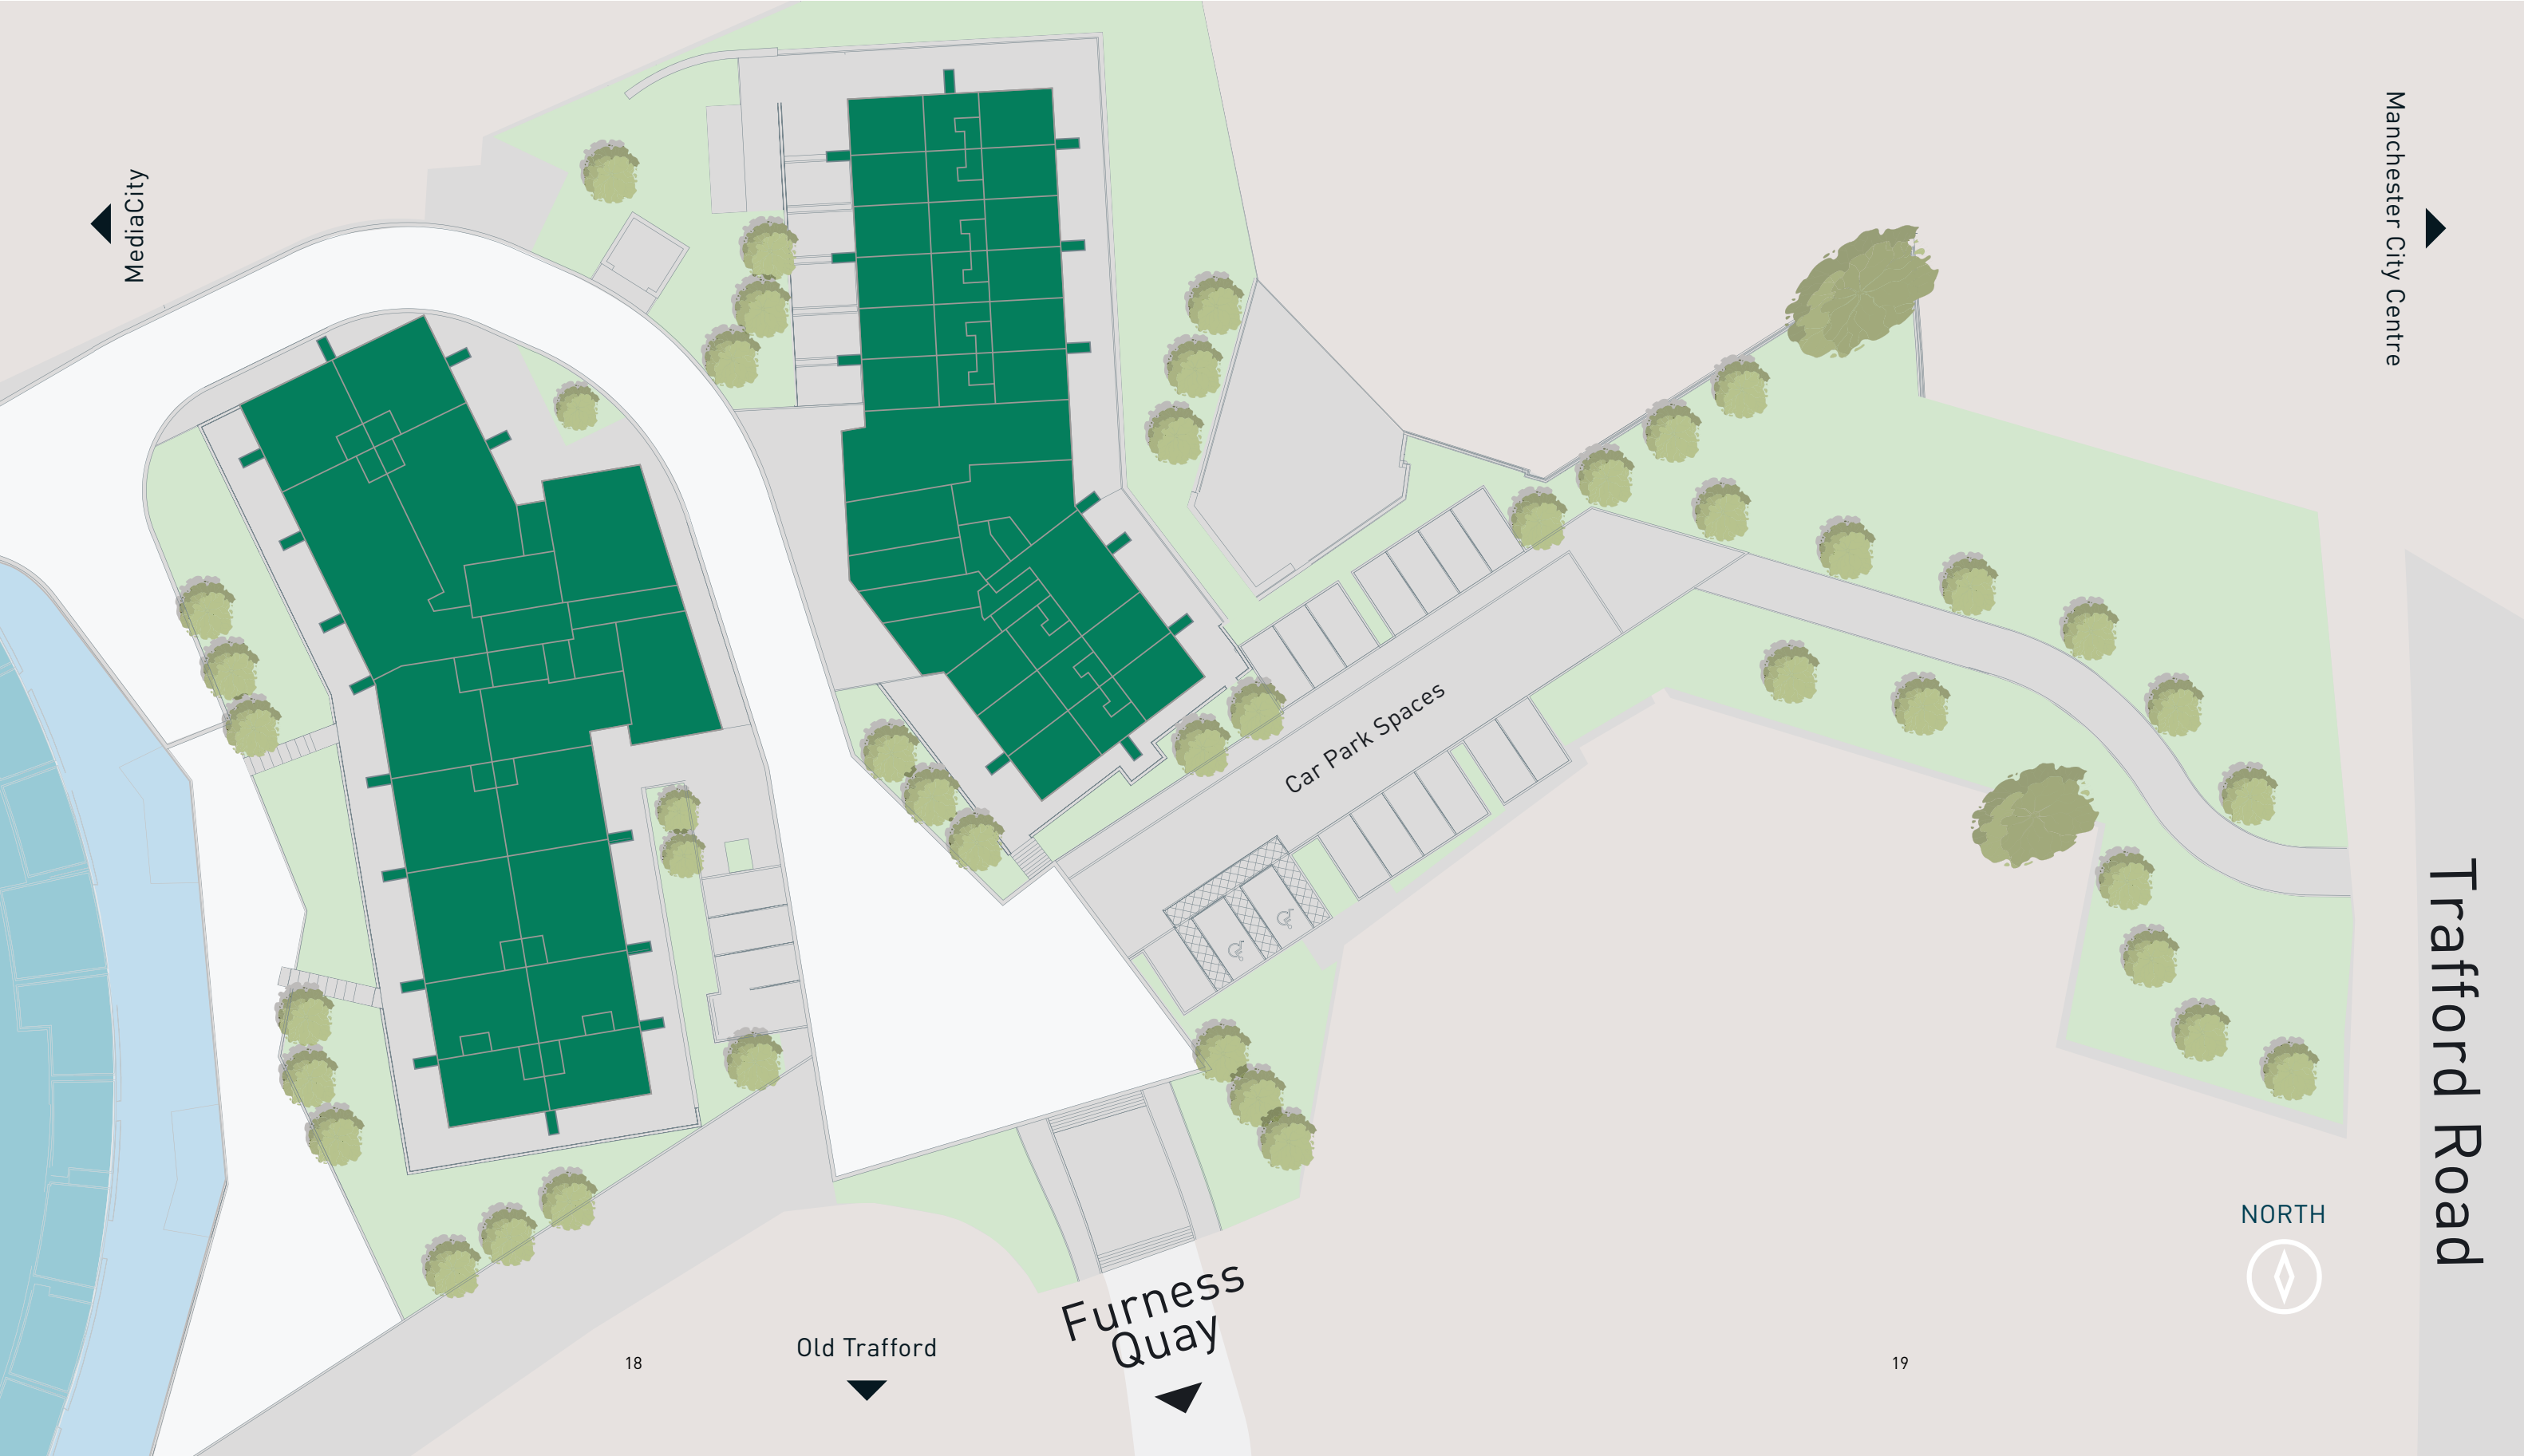 MediaCity
Manchester City Centre
Car Park Spaces
Trafford Road
NORTH
Furness
Quay
Old Trafford
18
19